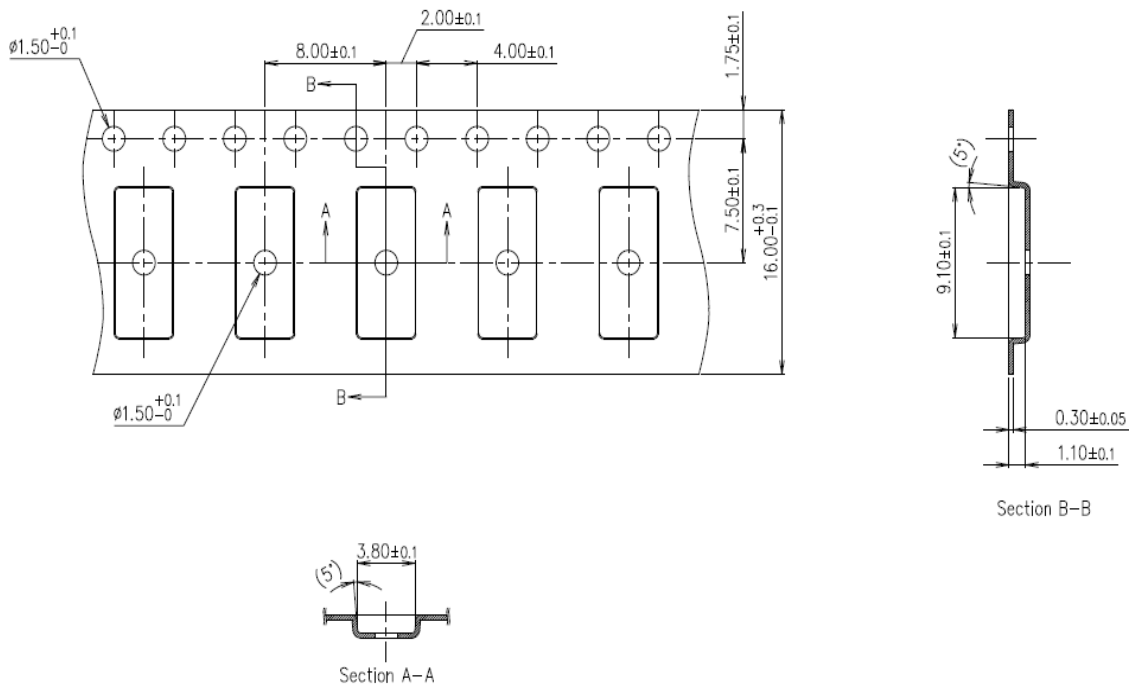 2.00±0.1
ø1.50+0.1-0
8.00±0.1
4.00±0.1
1.75±0.1
B
A
A
7.50±0.1
16.00+0.3-0.1
(5°)
9.10±0.1
B
ø1.50+0.1-0
0.30±0.05
1.10±0.1
Section B-B
3.80±0.1
(5°)
Section A-A